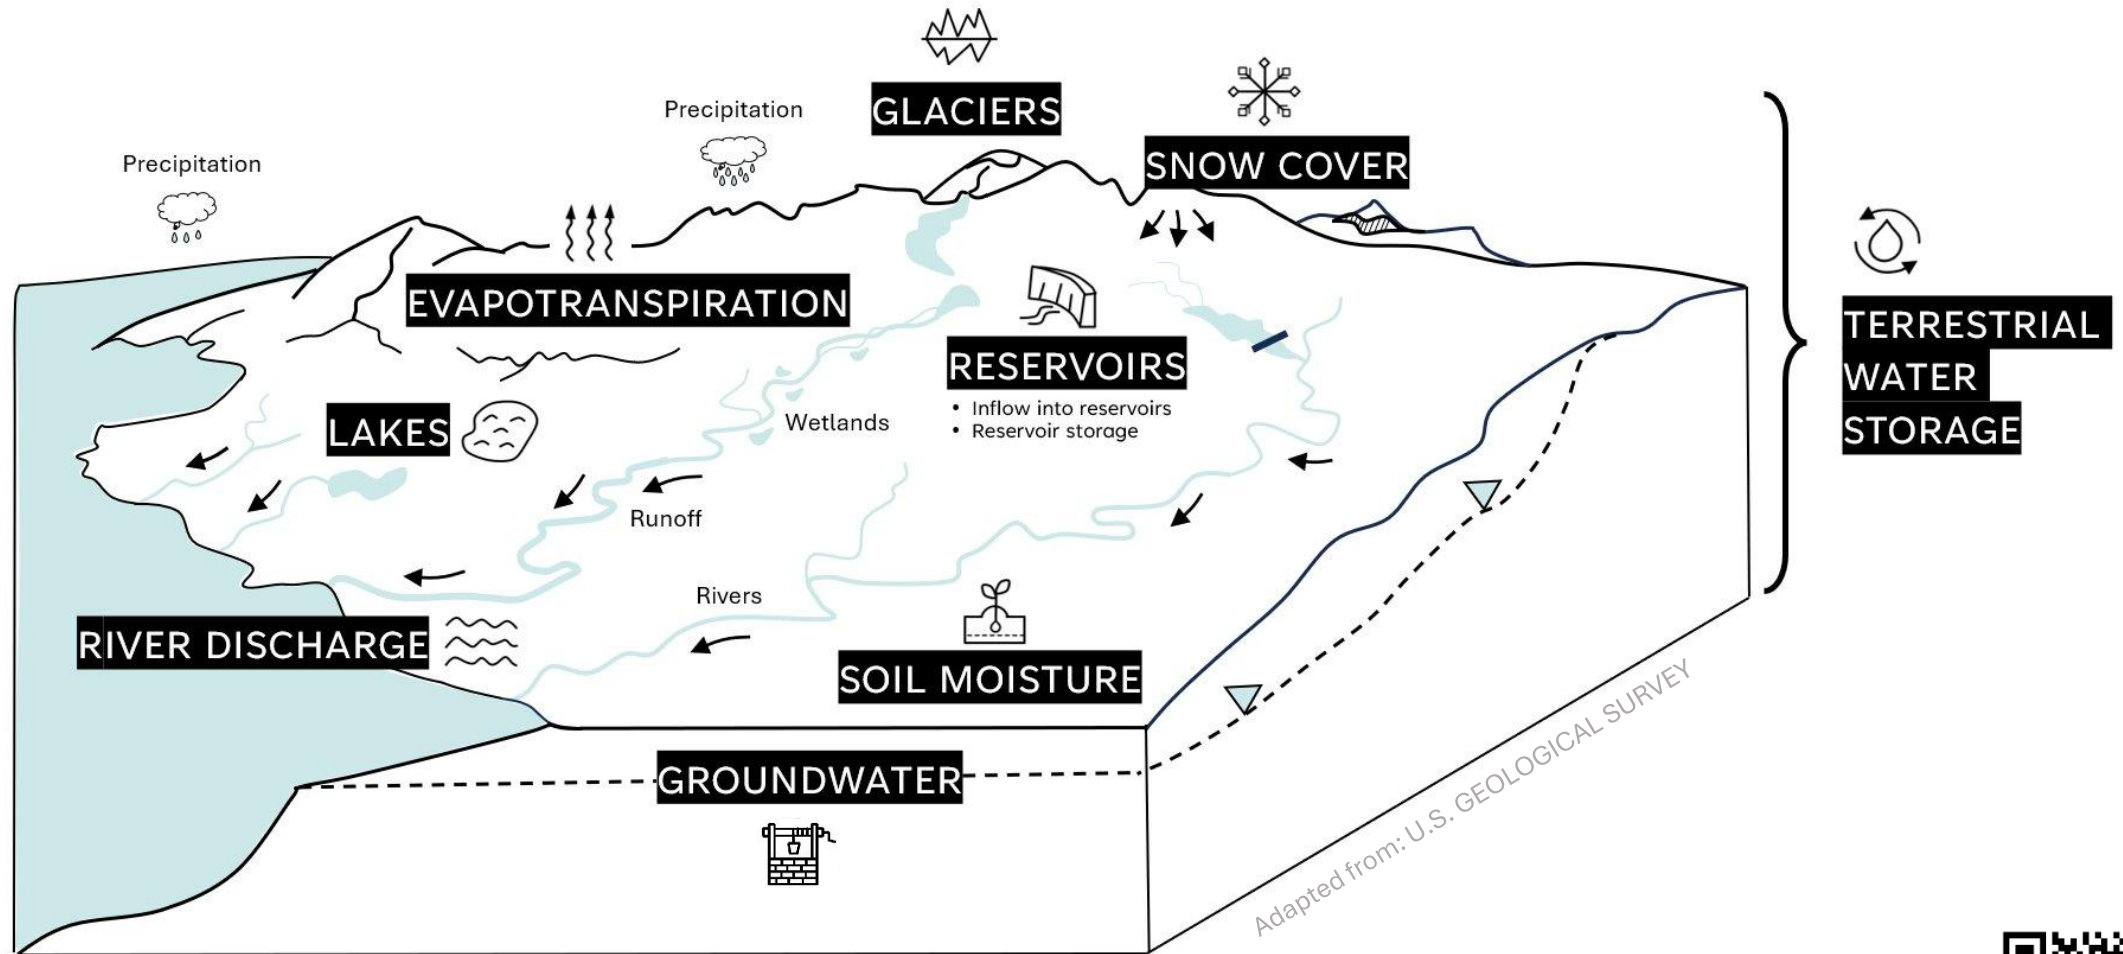 GLACIERS
Precipitation
SNOW COVER
Precipitation
EVAPOTRANSPIRATION
TERRESTRIAL
WATER
STORAGE
RESERVOIRS
• Inflow into reservoirs
• Reservoir storage
LAKES
Wetlands
Runoff
Rivers
RIVER DISCHARGE
SOIL MOISTURE
GROUNDWATER
Adapted from: U.S. GEOLOGICAL SURVEY